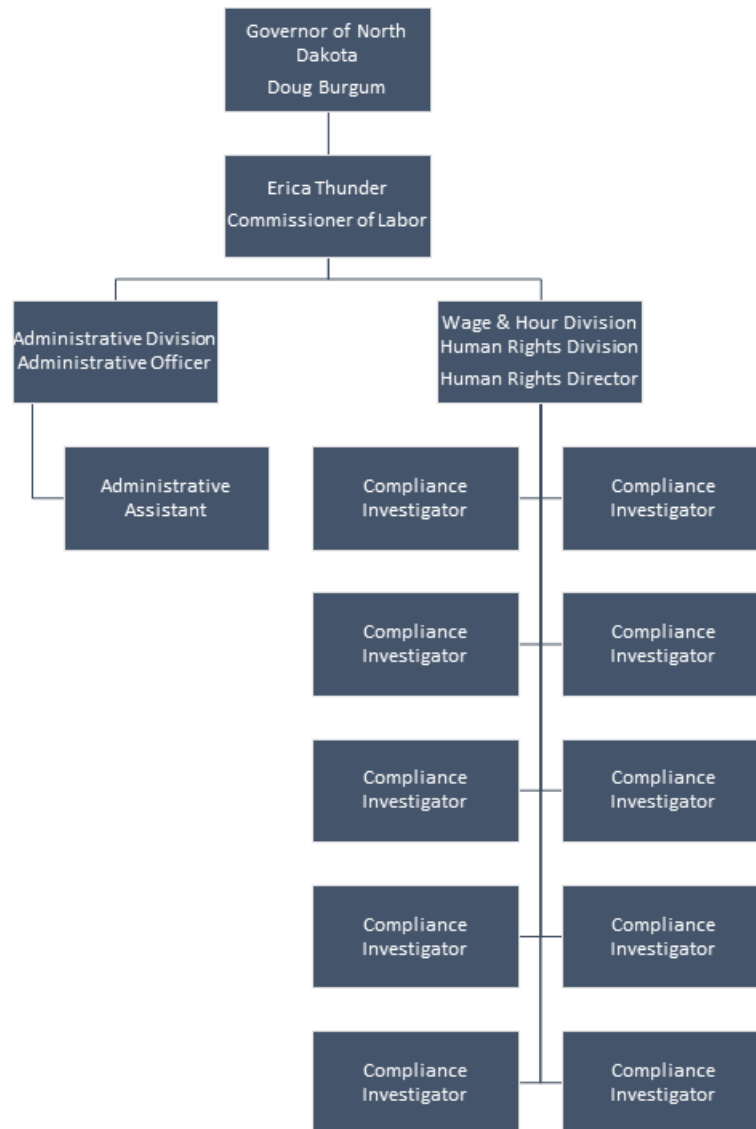 Governor of North
Dakota
Doug Burgum
Erica Thunder
Commissioner of Labor
Administrative Division
Administrative Officer
Wage & Hour Division
Human Rights Division
Human Rights Director
Administrative
Assistant
Compliance
Investigator
Compliance
Investigator
Compliance
Investigator
Compliance
Investigator
Compliance
Investigator
Compliance
Investigator
Compliance
Investigator
Compliance
Investigator
Compliance
Investigator
Compliance
Investigator